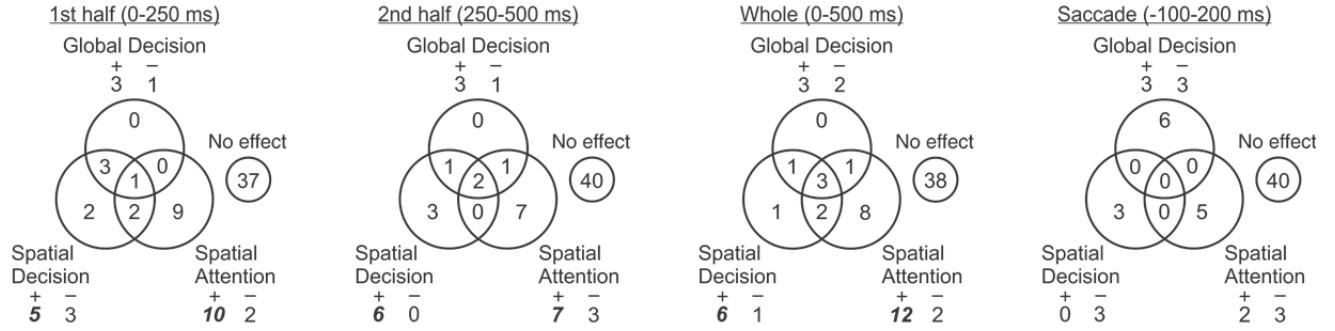 1st half (0-250 ms)
Global Decision
+ −
3 1
0
No effect
3 0
1
37
2 2 9
Spatial Decision
Spatial Attention
+ −
5 3
+ −
10 2
2nd half (250-500 ms)
Global Decision
+ −
3 1
0
No effect
1 1
2
40
3 0 7
Spatial Decision
Spatial Attention
+ −
6 0
+ −
7 3
Whole (0-500 ms)
Global Decision
+ −
3 2
0
No effect
1 1
3
38
1 2 8
Spatial Decision
Spatial Attention
+ −
6 1
+ −
12 2
Saccade (-100-200 ms)
Global Decision
+ −
3 3
6
No effect
0 0
0
40
3 0 5
Spatial Decision
Spatial Attention
+ −
0 3
+ −
2 3